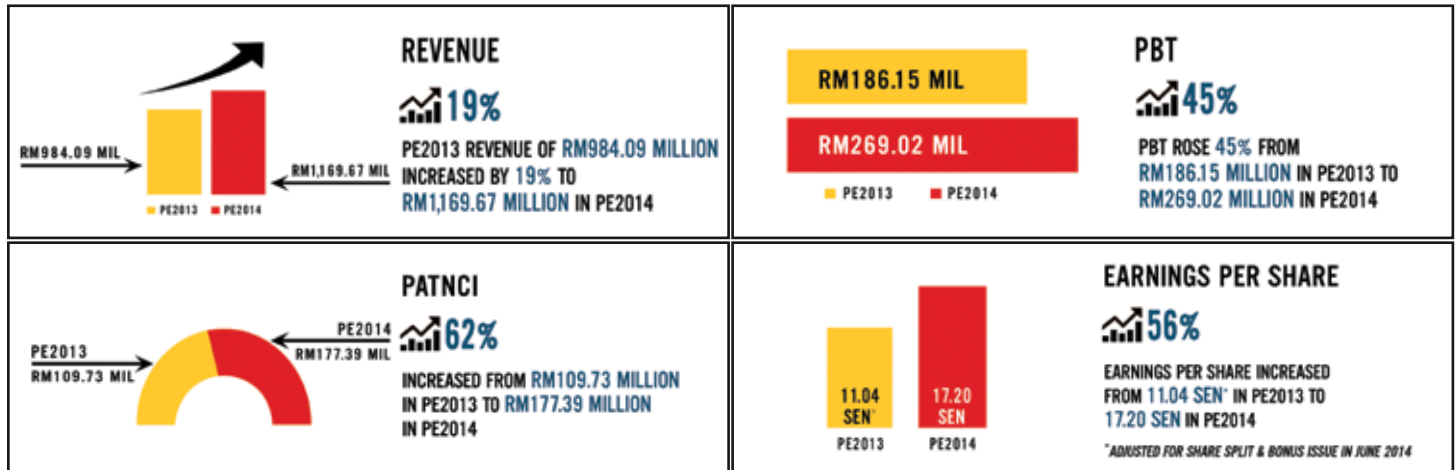 REVENUE
19%
RM984.09 MIL
RM1,169.67 MIL
PE2013 PE2014
PE2013 REVENUE OF RM984.09 MILLION
INCREASED BY 19% TO
RM1,169.67 MILLION IN PE2014
PBT
RM186.15 MIL
RM269.02 MIL
PE2013 PE2014
45%
PBT ROSE 45% FROM
RM186.15 MILLION IN PE2013 TO
RM269.02 MILLION IN PE2014
PATNCI
62%
PE2013
RM109.73 MIL
PE2014
RM177.39 MIL
INCREASED FROM RM109.73 MILLION
IN PE2013 TO RM177.39 MILLION
IN PE2014
EARNINGS PER SHARE
56%
11.04
SEN*
17.20
SEN
PE2013 PE2014
EARNINGS PER SHARE INCREASED
FROM 11.04 SEN* IN PE2013 TO
17.20 SEN IN PE2014
*ADJUSTED FOR SHARE SPLIT & BONUS ISSUE IN JUNE 2014